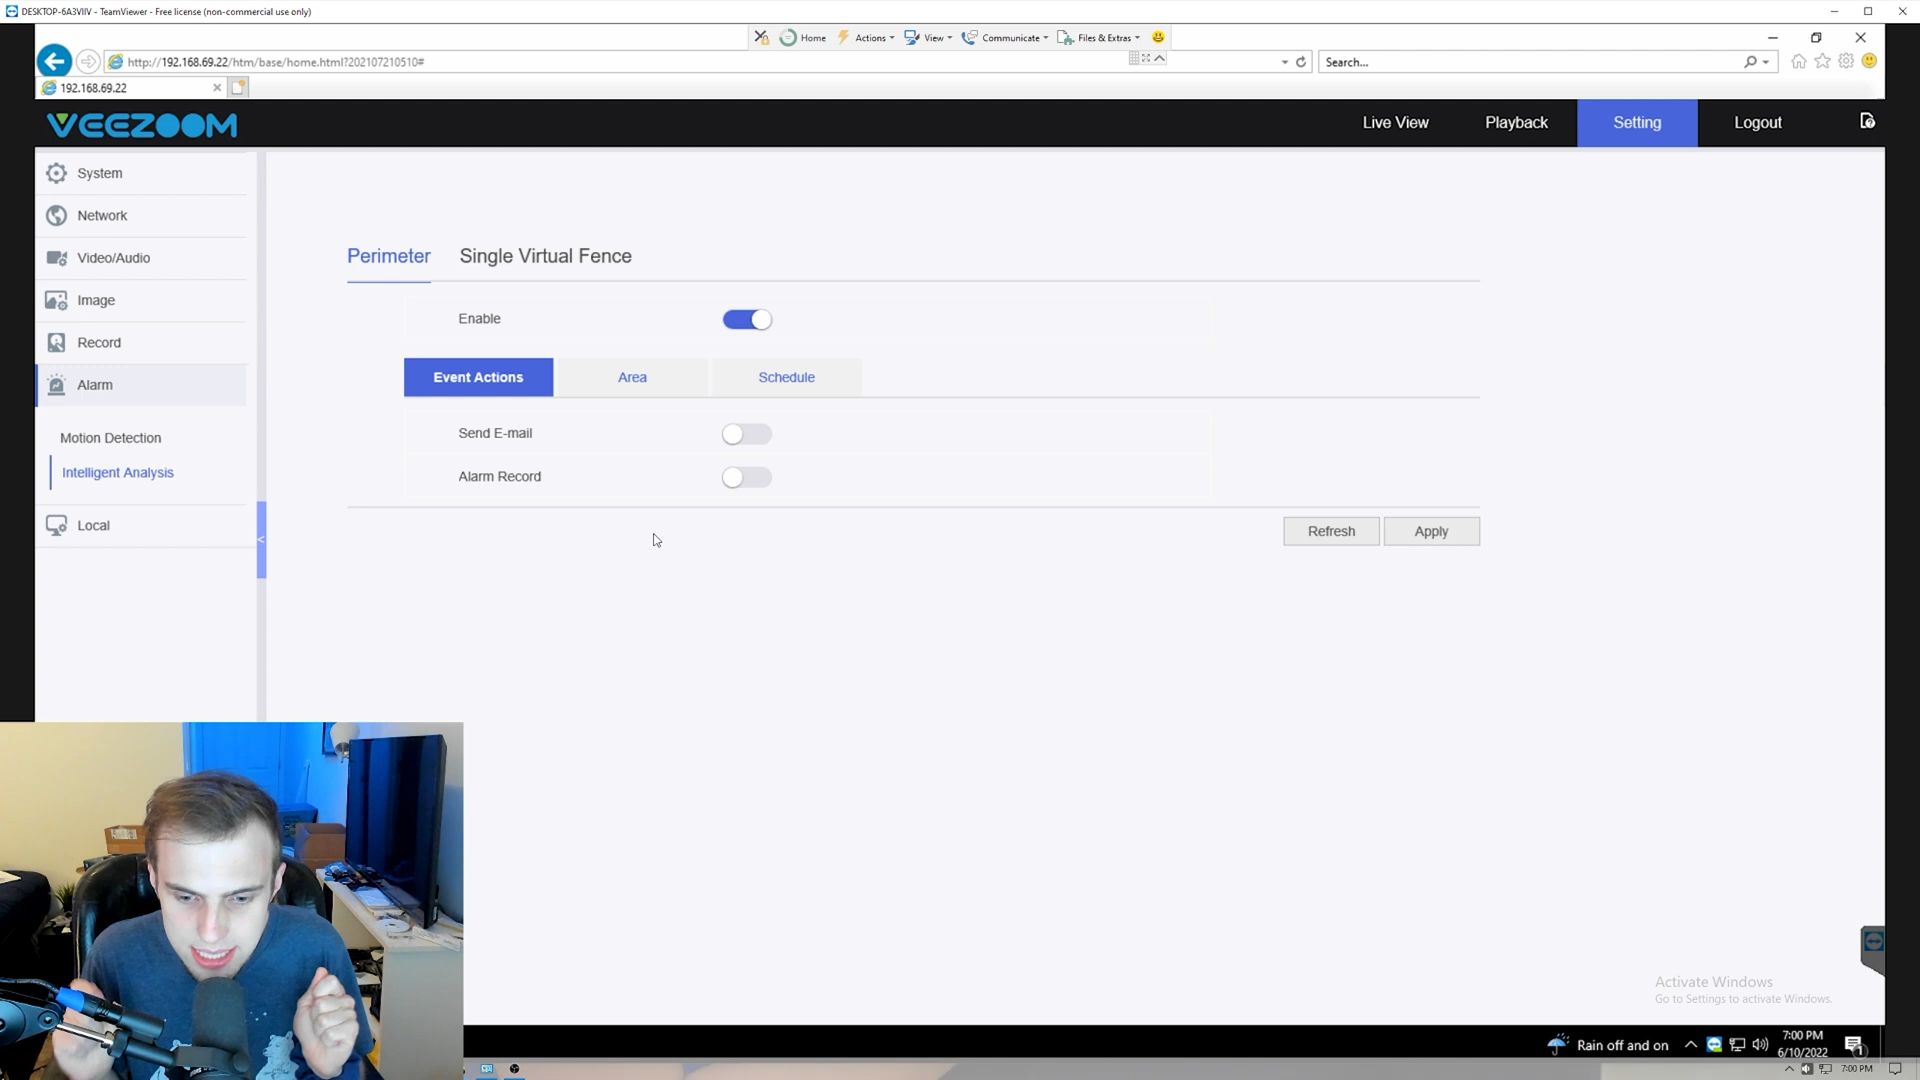 DESKTOP-6A3VIIV - TeamViewer - Free license (non-commercial use only)
Home
Actions
View
Communicate
Files & Extras
http://192.168.69.22/htm/base/home.html?202107210510#
Search...
192.168.69.22
VEEZOOM
Live View
Playback
Setting
Logout
System
Network
Video/Audio
Image
Record
Alarm
Motion Detection
Intelligent Analysis
Local
<
Perimeter
Single Virtual Fence
Enable
Event Actions
Area
Schedule
Send E-mail
Alarm Record
Refresh
Apply
Activate Windows
Go to Settings to activate Windows.
Rain off and on
7:00 PM
6/10/2022
1
7:00 PM